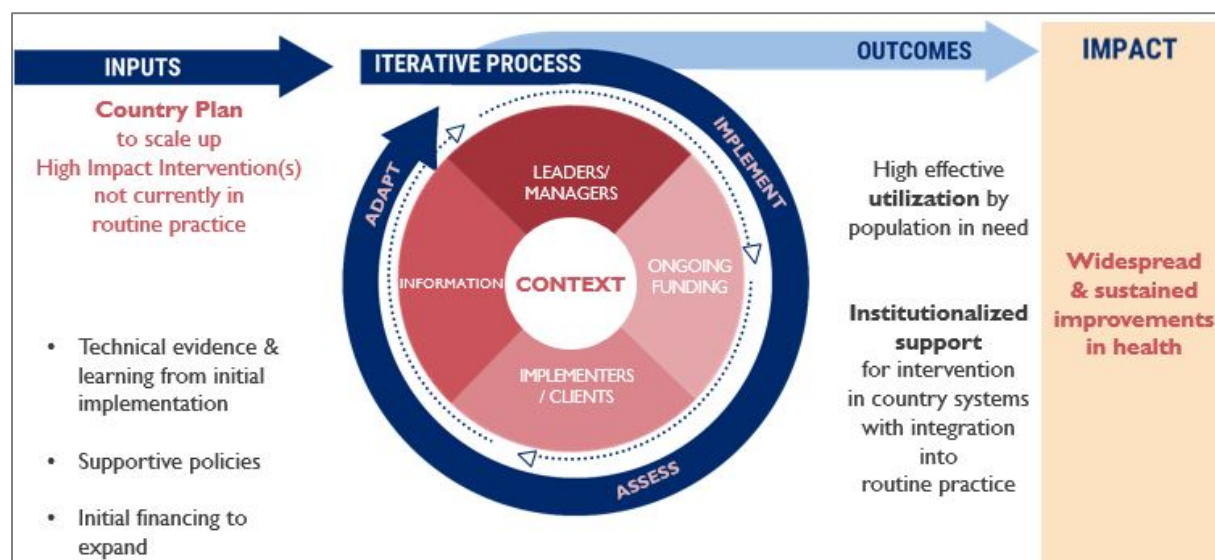 INPUTS
Country Plan
to scale up
High Impact Intervention(s)
not currently in
routine practice
• Technical evidence &
learning from initial
implementation
• Supportive policies
• Initial financing to
expand
ITERATIVE PROCESS
IMPLEMENT
ASSESS
ADAPT
LEADERS/
MANAGERS
ONGOING
FUNDING
IMPLEMENTERS
/ CLIENTS
INFORMATION
CONTEXT
OUTCOMES
High effective
utilization by
population in need
Institutionalized
support
for intervention
in country systems
with integration
into
routine practice
IMPACT
Widespread
& sustained
improvements
in health